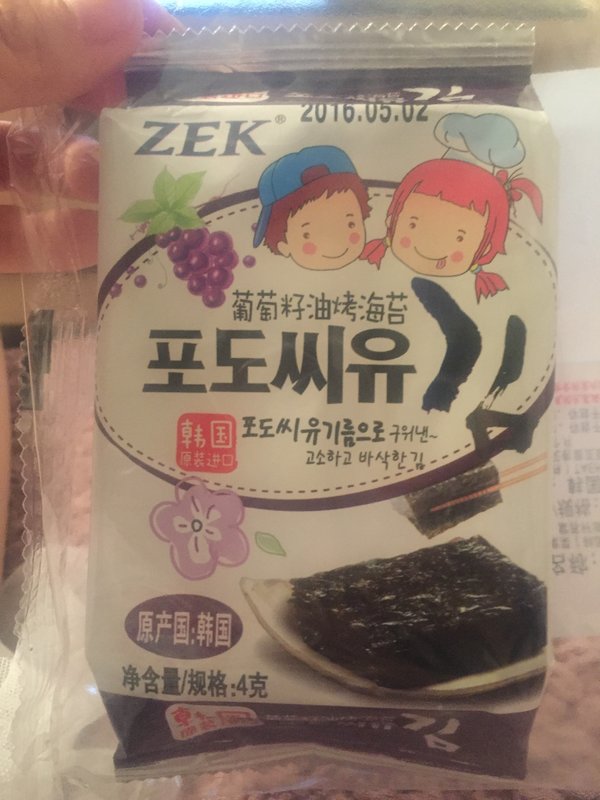 2016.05.02
ZEK®
葡萄籽油烤海苔
포도씨유 김
韩国
原装进口
포도씨유기름으로 구워낸~
고소하고 바삭한 김
原产国:韩国
净含量/规格:4克